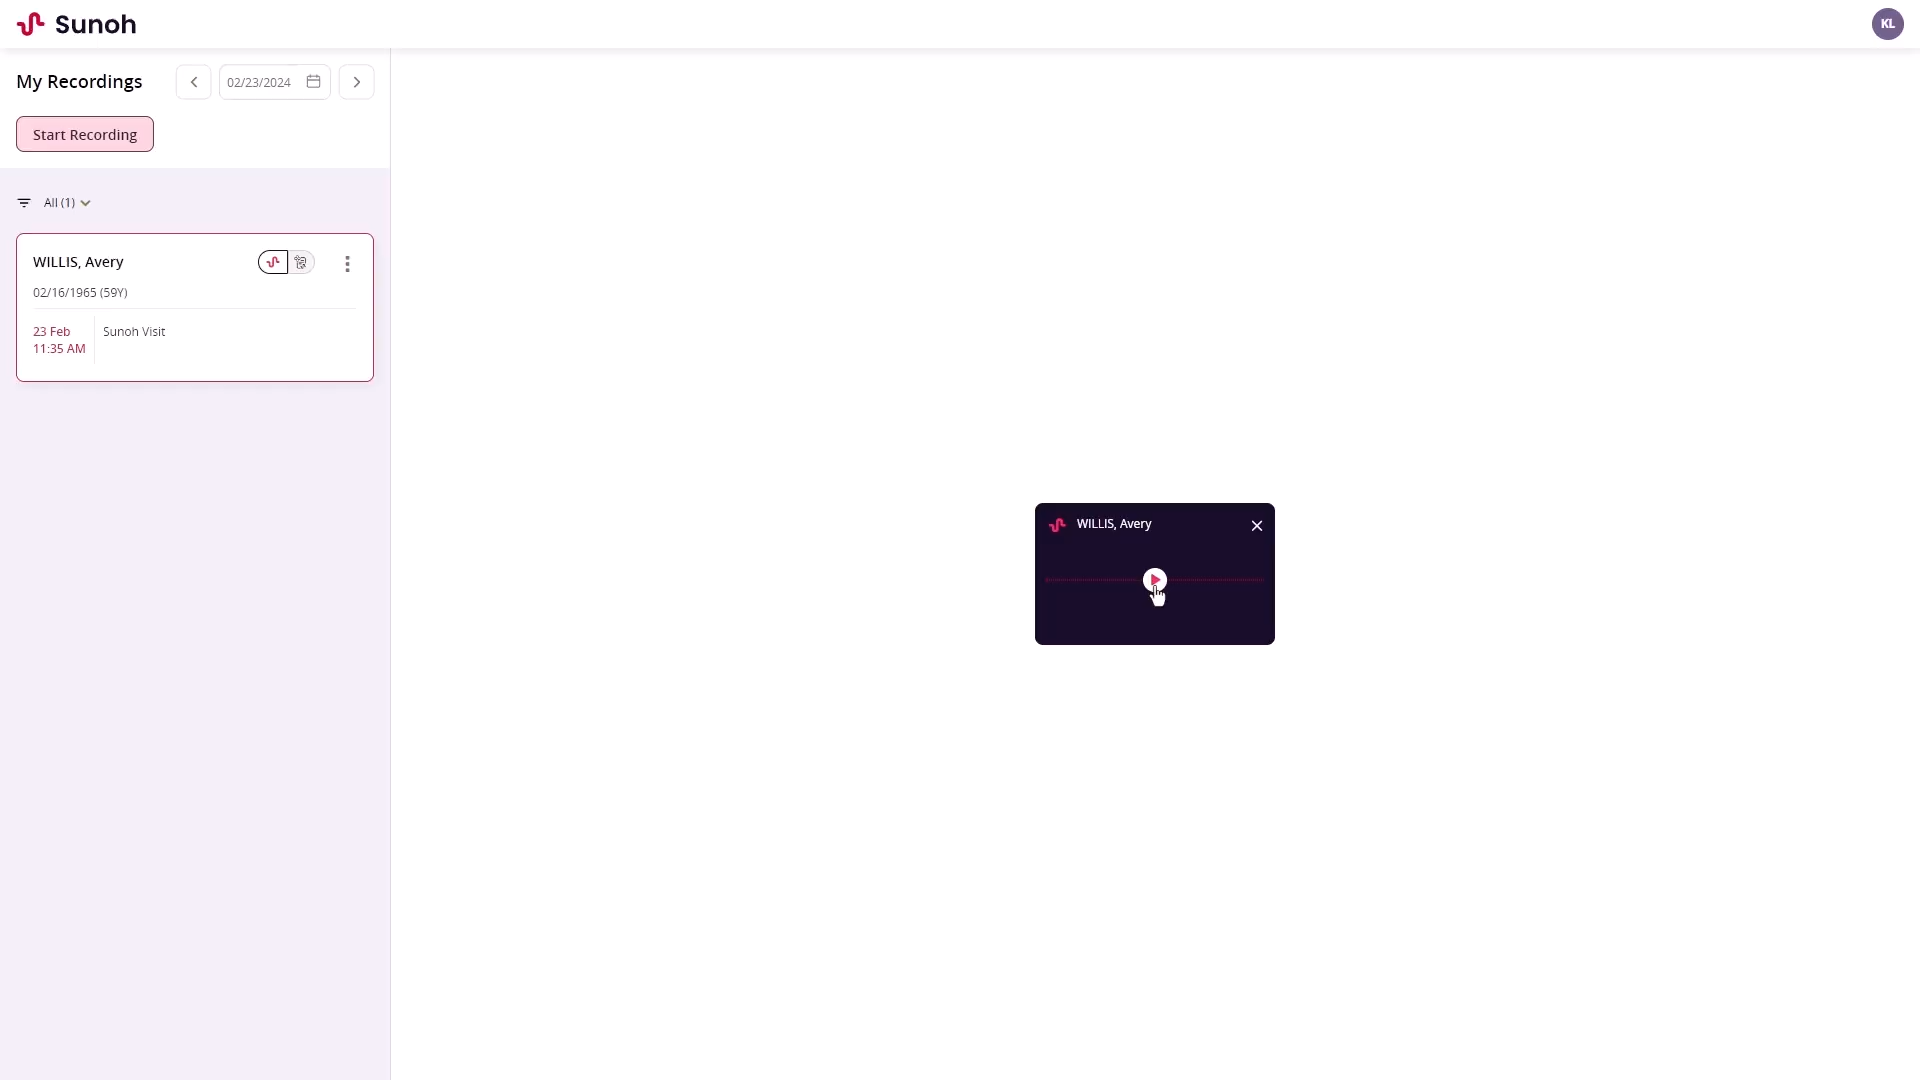 Sunoh
KL
My Recordings
02/23/2024
Start Recording
All (1)
WILLIS, Avery
02/16/1965 (59Y)
23 Feb
11:35 AM
Sunoh Visit
WILLIS, Avery